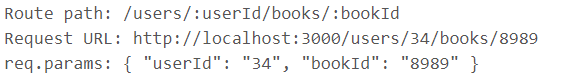 Route path: /users/:userId/books/:bookId
Request URL: http://localhost:3000/users/34/books/8989
req.params: { "userId": "34", "bookId": "8989" }